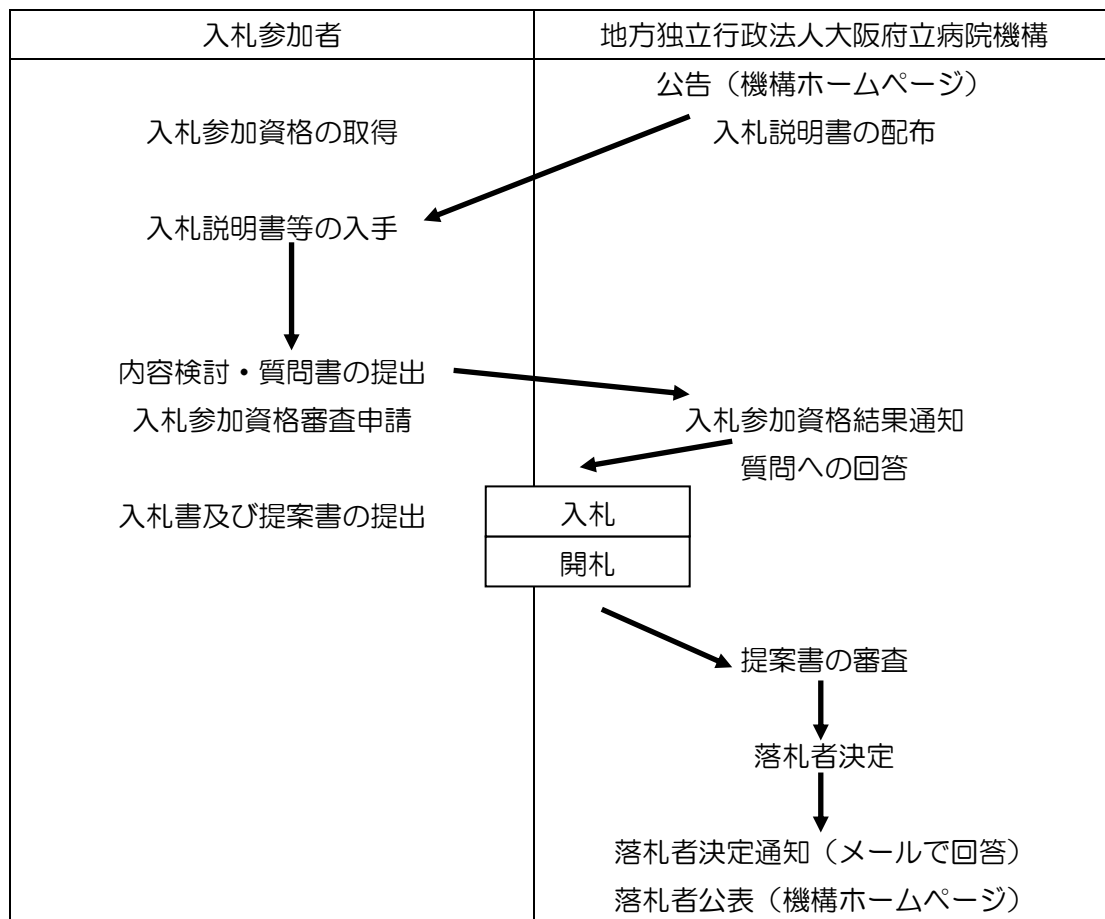 入札参加者
地方独立行政法人大阪府立病院機構
公告（機構ホームページ）
入札参加資格の取得
入札説明書の配布
入札説明書等の入手
内容検討・質問書の提出
入札参加資格審査申請
入札参加資格結果通知
質問への回答
入札書及び提案書の提出
入札
開札
提案書の審査
落札者決定
落札者決定通知（メールで回答）
落札者公表（機構ホームページ）